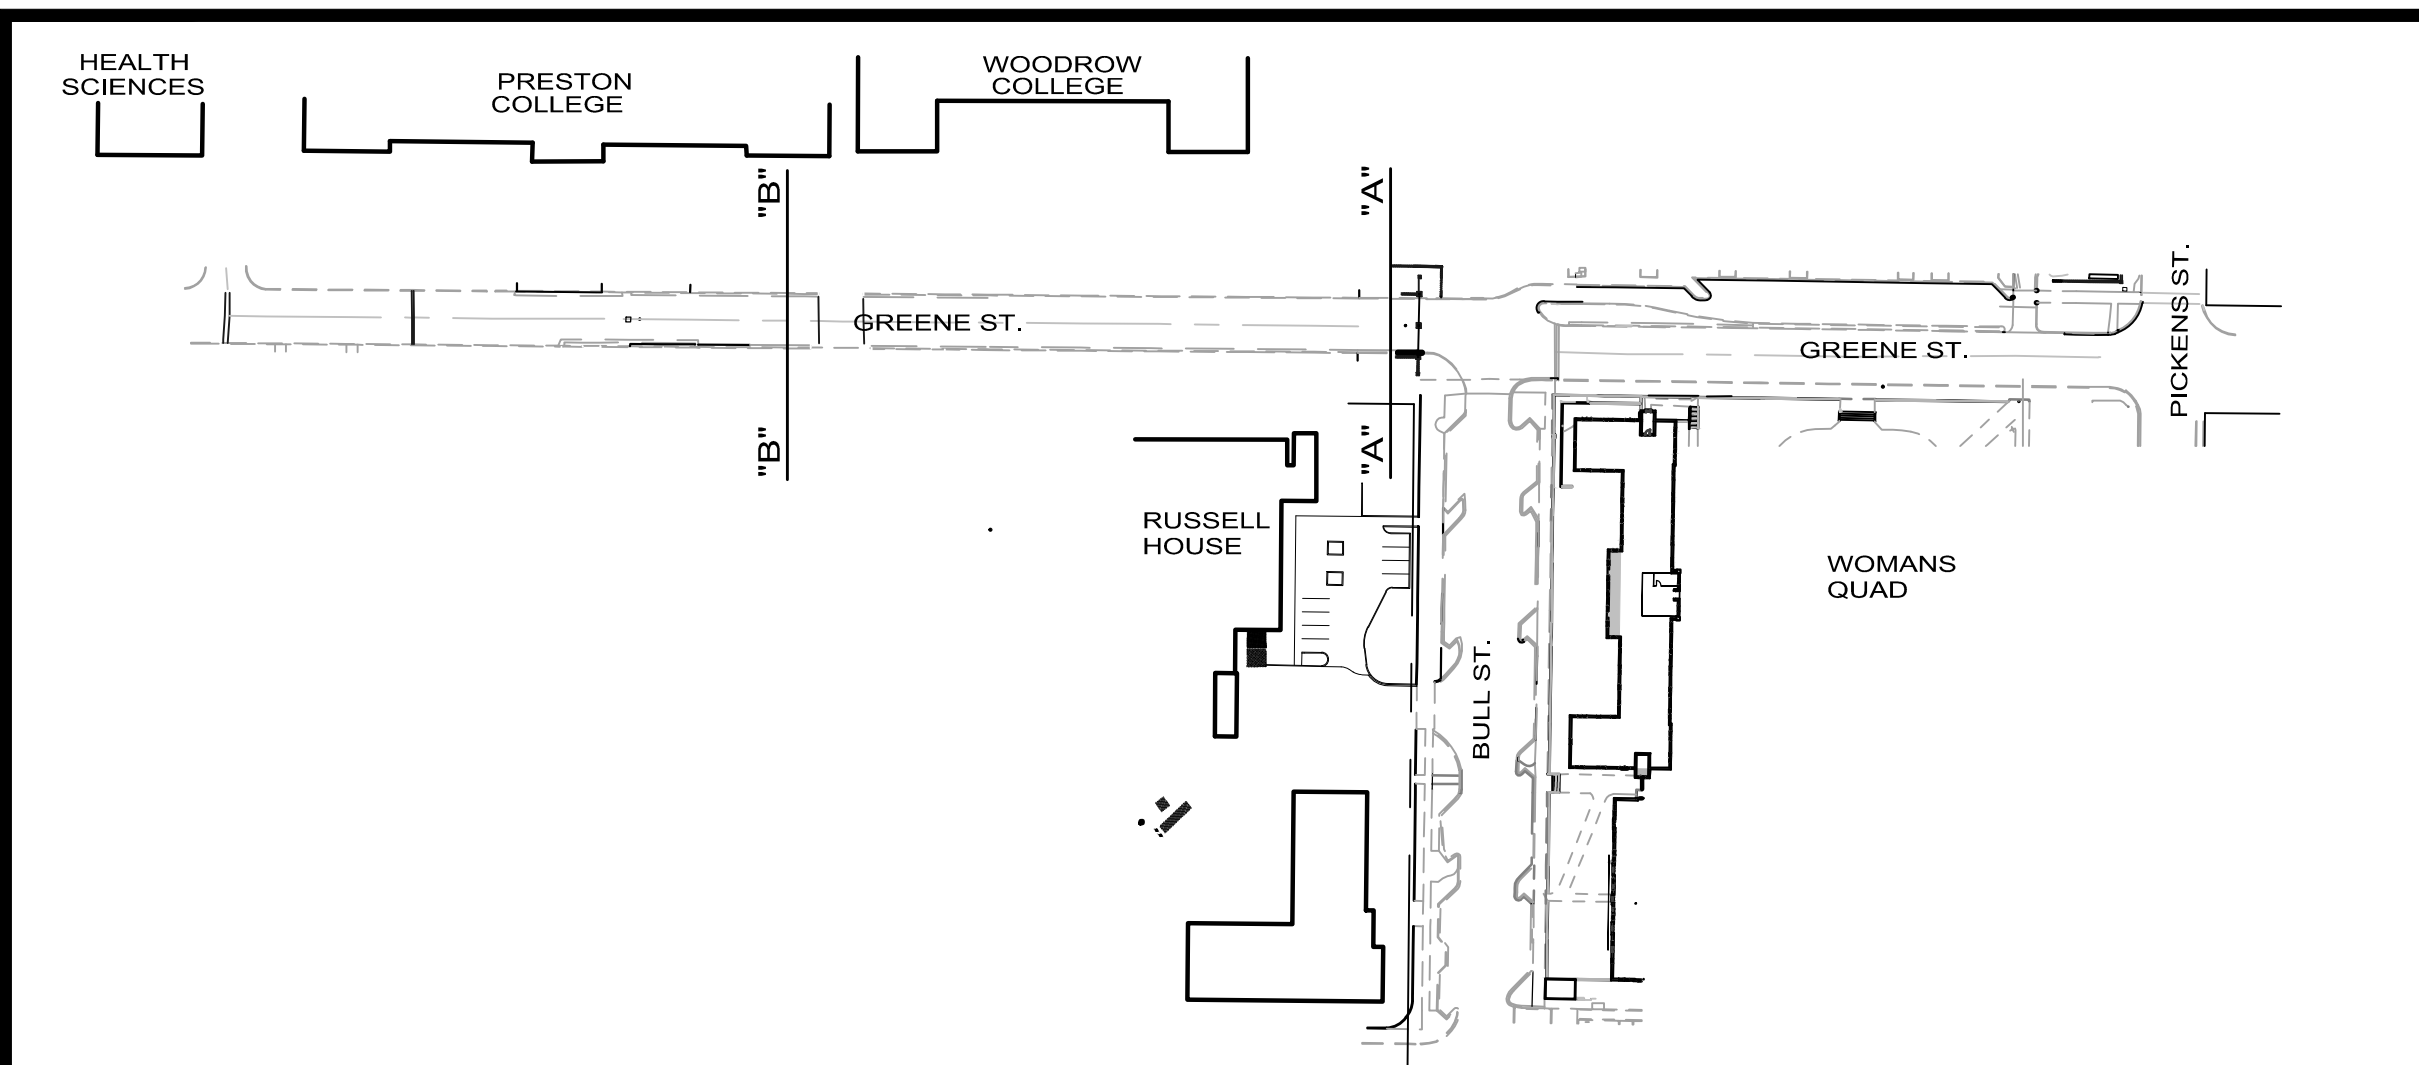 HEALTH
SCIENCES
PRESTON
COLLEGE
WOODROW
COLLEGE
"B"
"A"
GREENE ST.
GREENE ST.
PICKENS ST.
"B"
"A"
RUSSELL
HOUSE
WOMANS
QUAD
BULL ST.